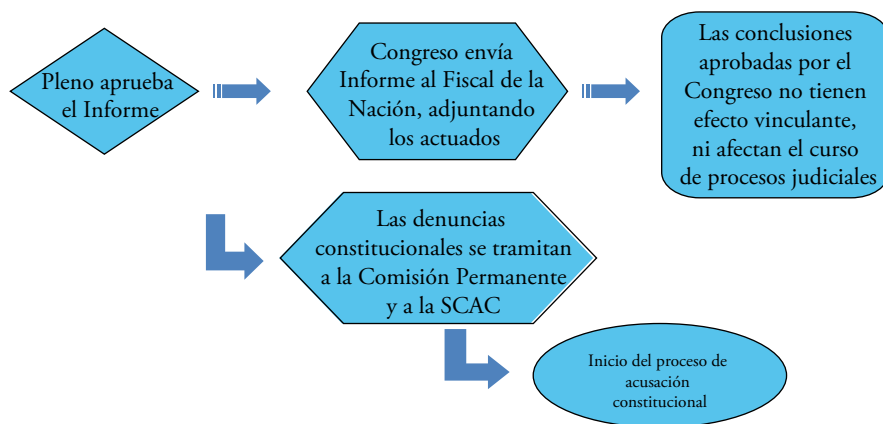 Pleno aprueba
el Informe
Congreso envía
Informe al Fiscal de la
Nación, adjuntando
los actuados
Las conclusiones
aprobadas por el
Congreso no tienen
efecto vinculante,
ni afectan el curso
de procesos judiciales
Las denuncias
constitucionales se tramitan
a la Comisión Permanente
y a la SCAC
Inicio del proceso de
acusación
constitucional